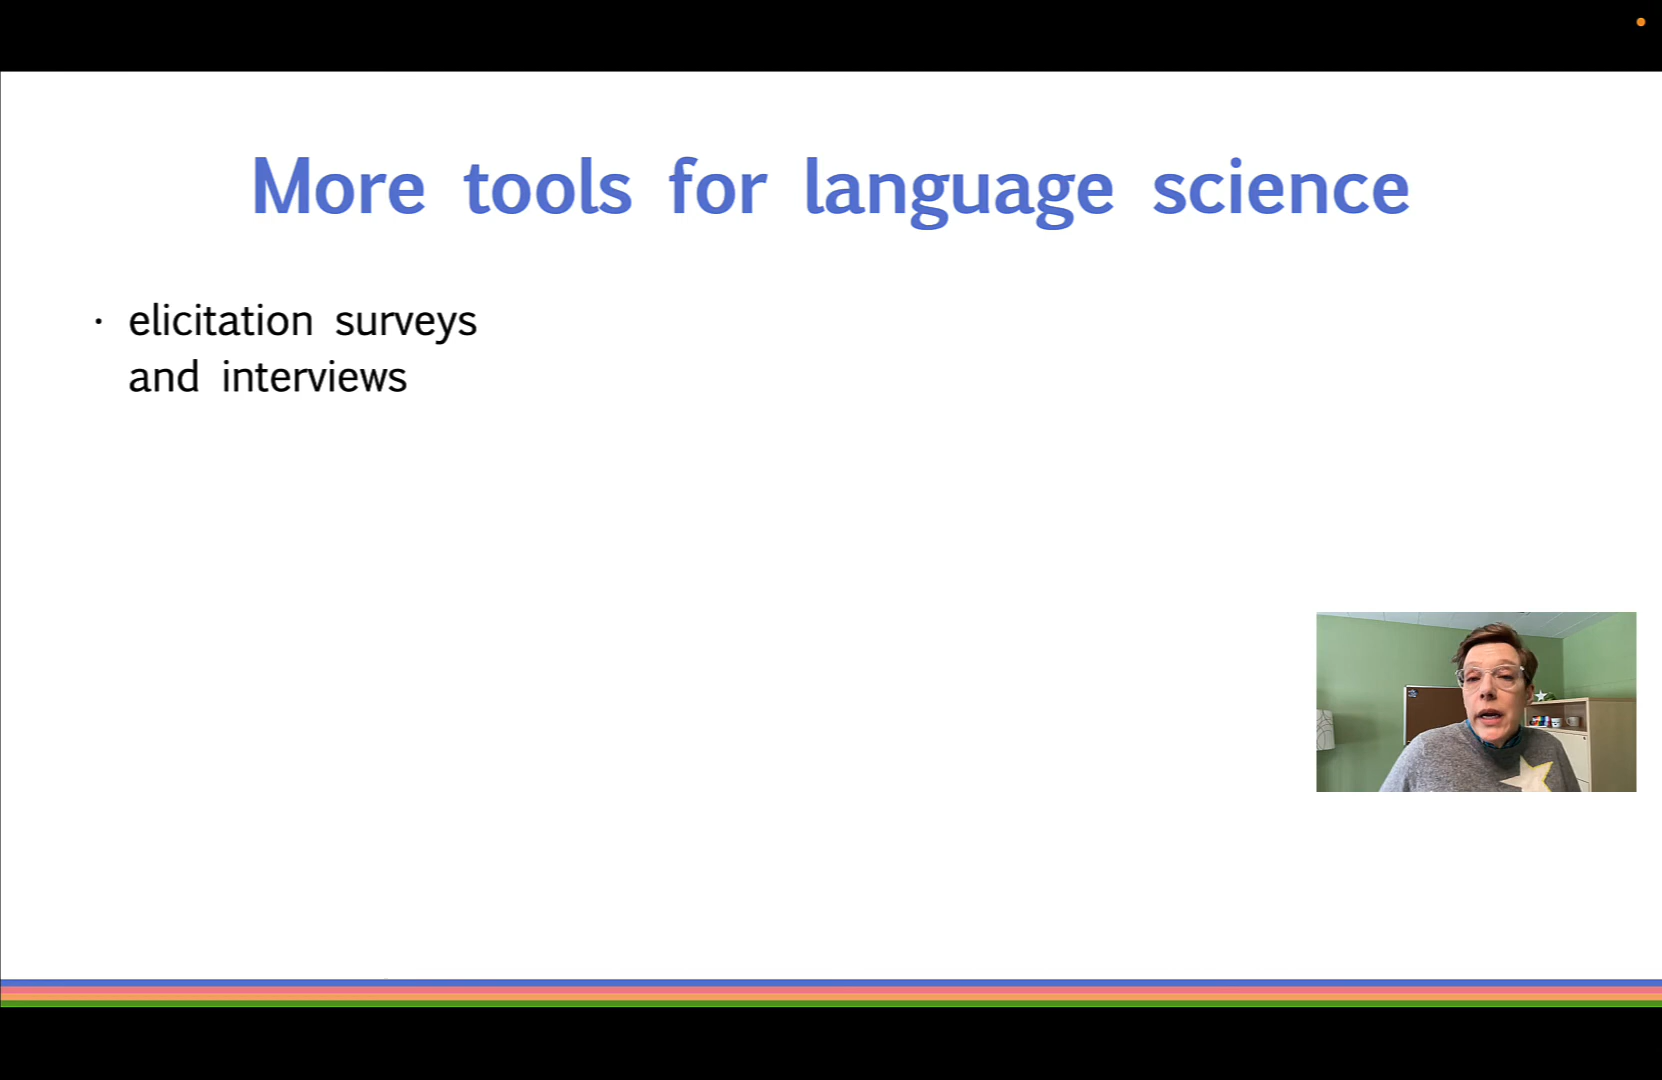 More tools for language science
· elicitation surveys
and interviews